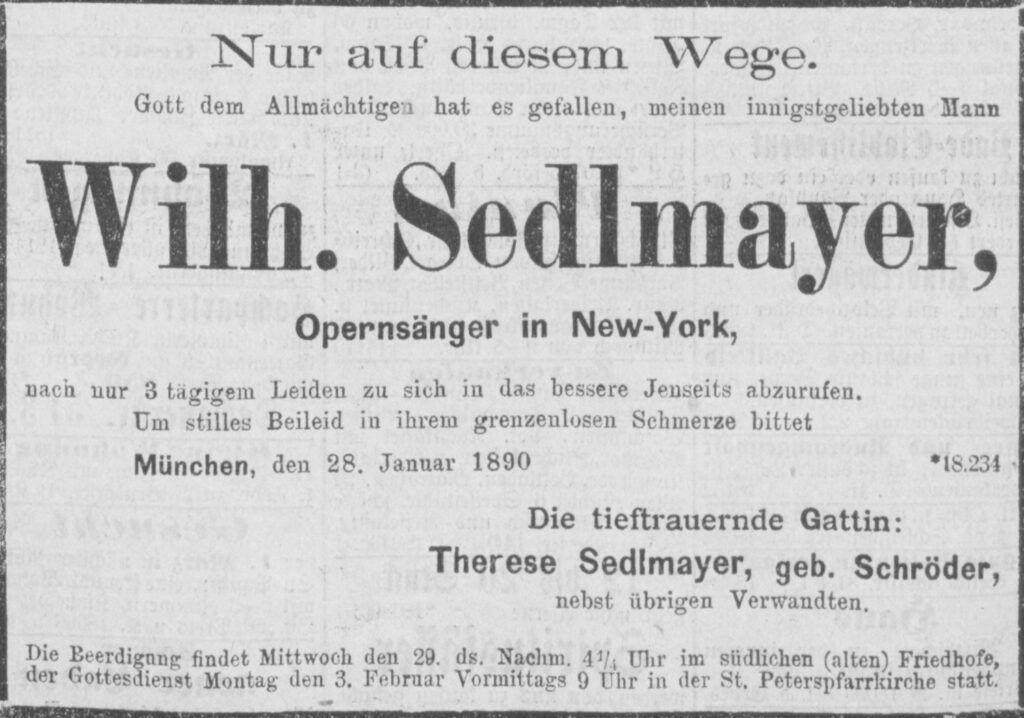 Nur auf diesem Wege.
Gott dem Allmächtigen hat es gefallen, meinen innigstgeliebten Mann
Wilh. Sedlmayer,
Opernsänger in New-York,
nach nur 3 tägigem Leiden zu sich in das bessere Jenseits abzurufen.
Um stilles Beileid in ihrem grenzenlosen Schmerze bittet
München, den 28. Januar 1890 *18.234
Die tieftrauernde Gattin:
Therese Sedlmayer, geb. Schröder,
nebst übrigen Verwandten.
Die Beerdigung findet Mittwoch den 29. ds. Nachm. 4¼ Uhr im südlichen (alten) Friedhofe,
der Gottesdienst Montag den 3. Februar Vormittags 9 Uhr in der St. Peterspfarrkirche statt.